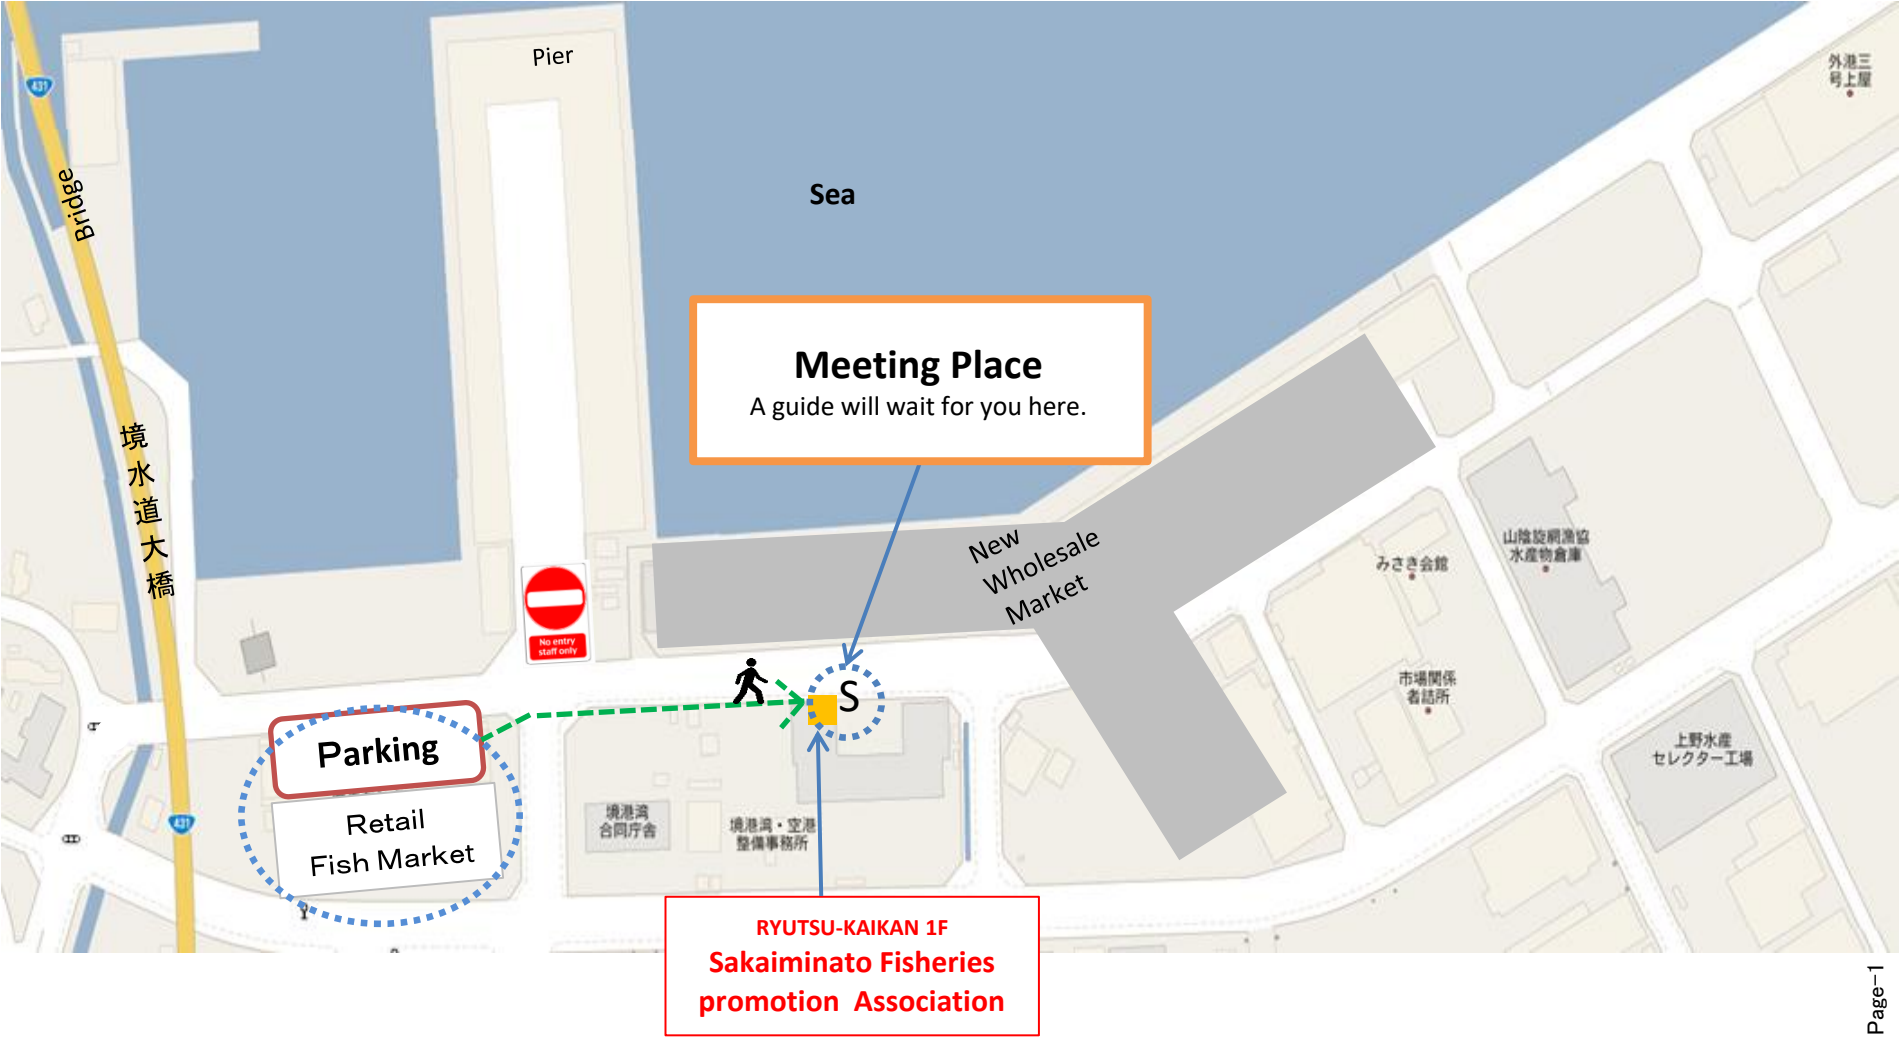 Pier
外港三
号上屋
431
Bridge
Sea
Meeting Place
A guide will wait for you here.
境水道大橋
New
Wholesale
Market
山陰旋網漁協
水産物倉庫
みさき会館
No entry
staff only
市場関係
者詰所
S
Parking
上野水産
セレクター工場
Retail
Fish Market
431
境港湾
合同庁舎
境港湾・空港
整備事務所
RYUTSU-KAIKAN 1F
Sakaiminato Fisheries
promotion Association
Page-1